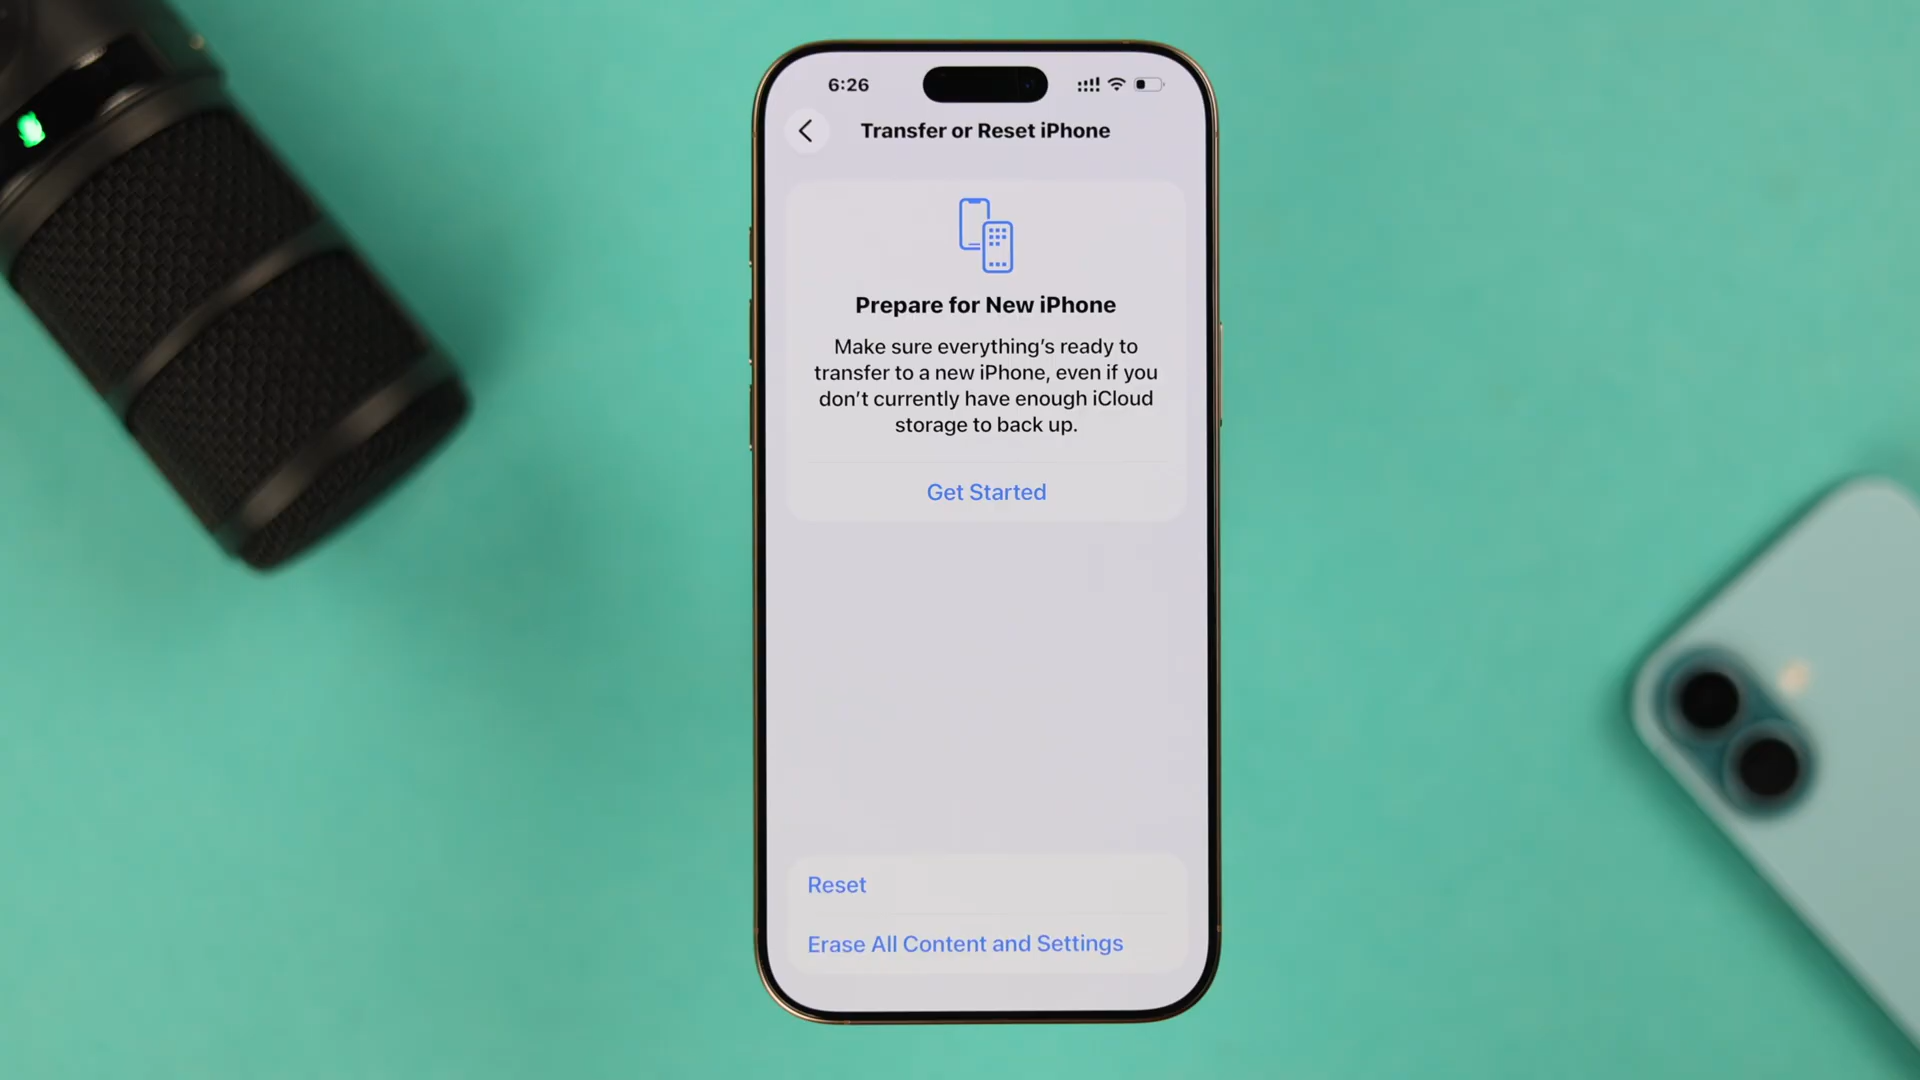 6:26
Transfer or Reset iPhone
Prepare for New iPhone
Make sure everything's ready to
transfer to a new iPhone, even if you
don't currently have enough iCloud
storage to back up.
Get Started
Reset
Erase All Content and Settings